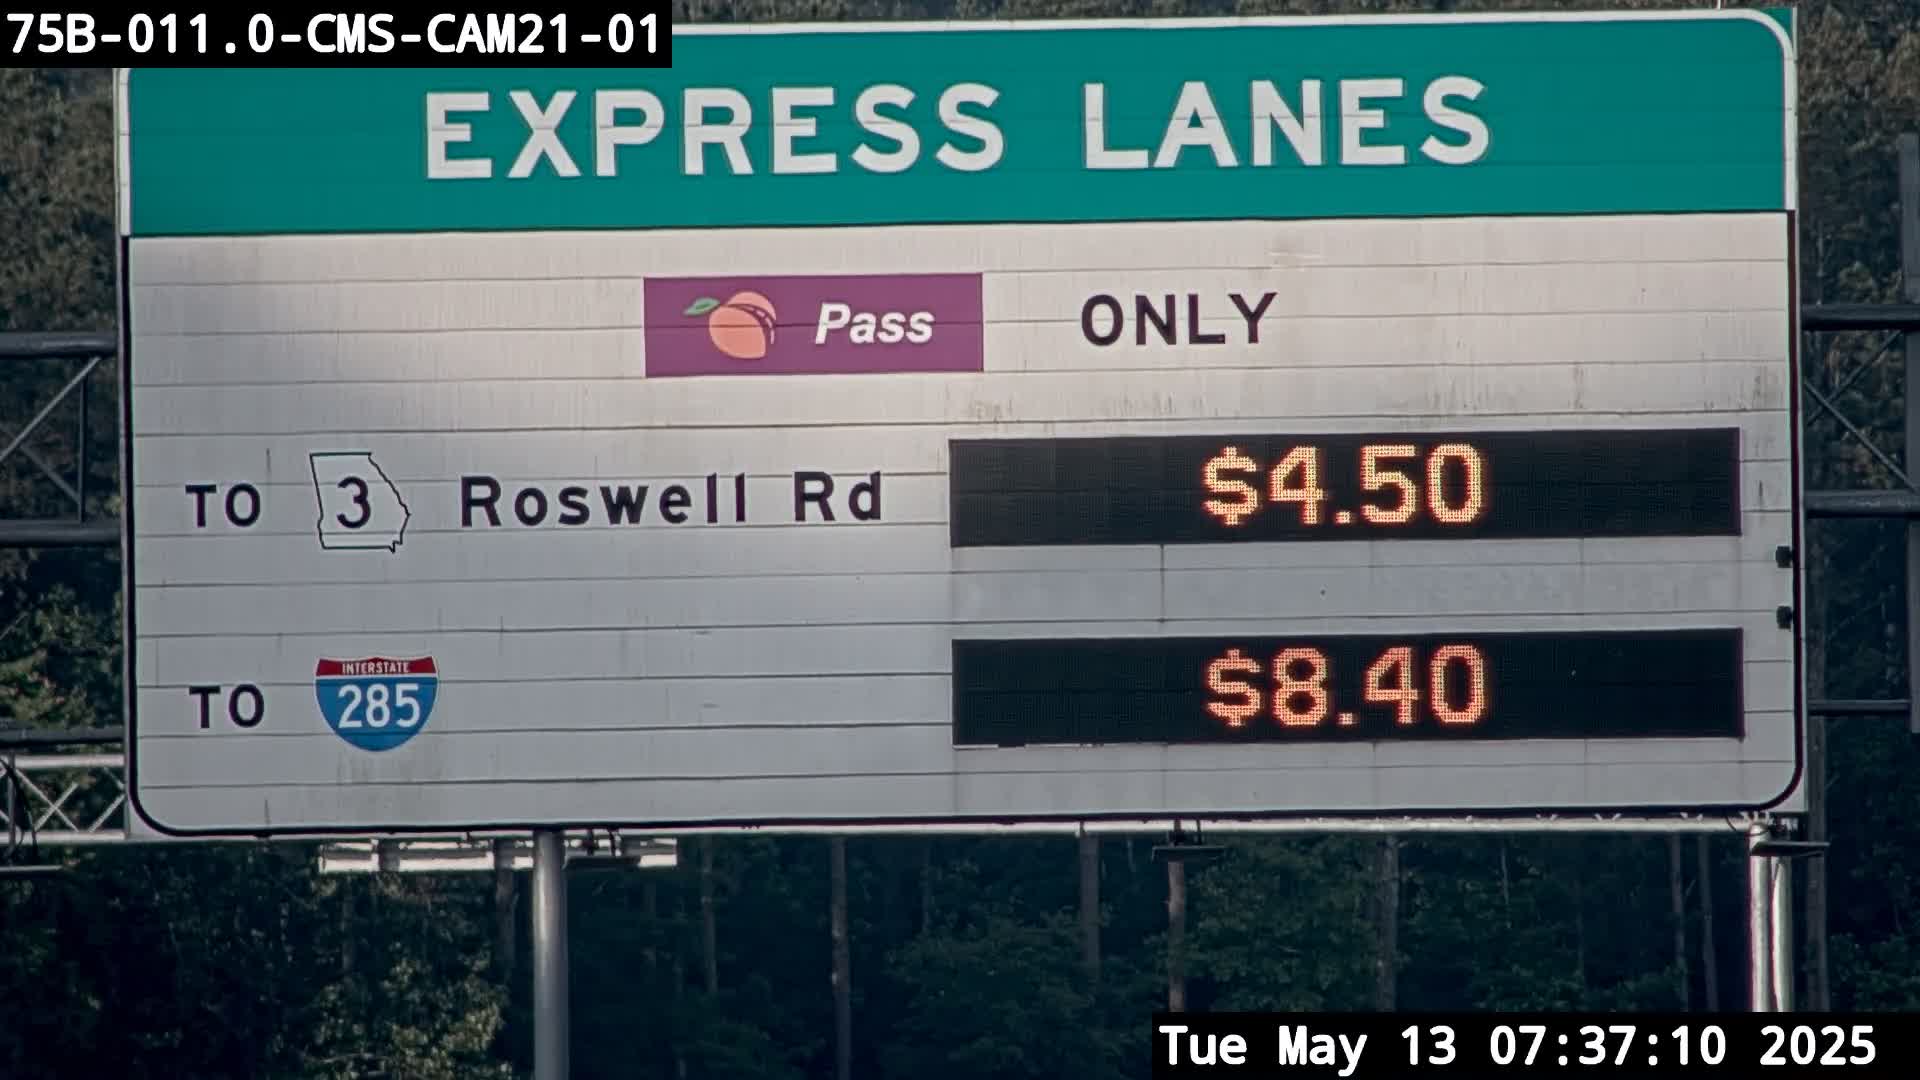 75B-011.0-CMS-CAM21-01
EXPRESS LANES
Pass ONLY
TO 3 Roswell Rd $4.50
TO INTERSTATE 285 $8.40
Tue May 13 07:37:10 2025